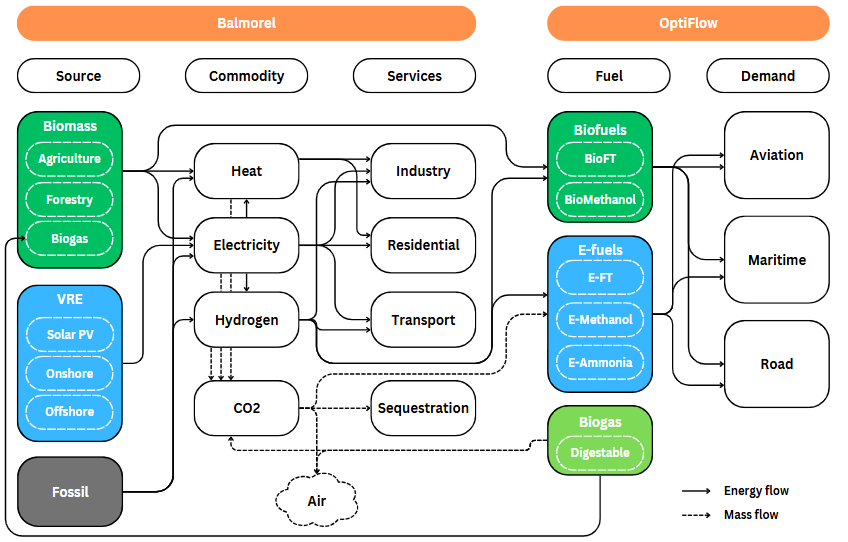 Balmorel
OptiFlow
Source
Commodity
Services
Fuel
Demand
Biomass
Agriculture
Forestry
Biogas
VRE
Solar PV
Onshore
Offshore
Fossil
Heat
Electricity
Hydrogen
CO2
Air
Industry
Residential
Transport
Sequestration
Biofuels
BioFT
BioMethanol
E-fuels
E-FT
E-Methanol
E-Ammonia
Biogas
Digestable
Aviation
Maritime
Road
Energy flow
Mass flow